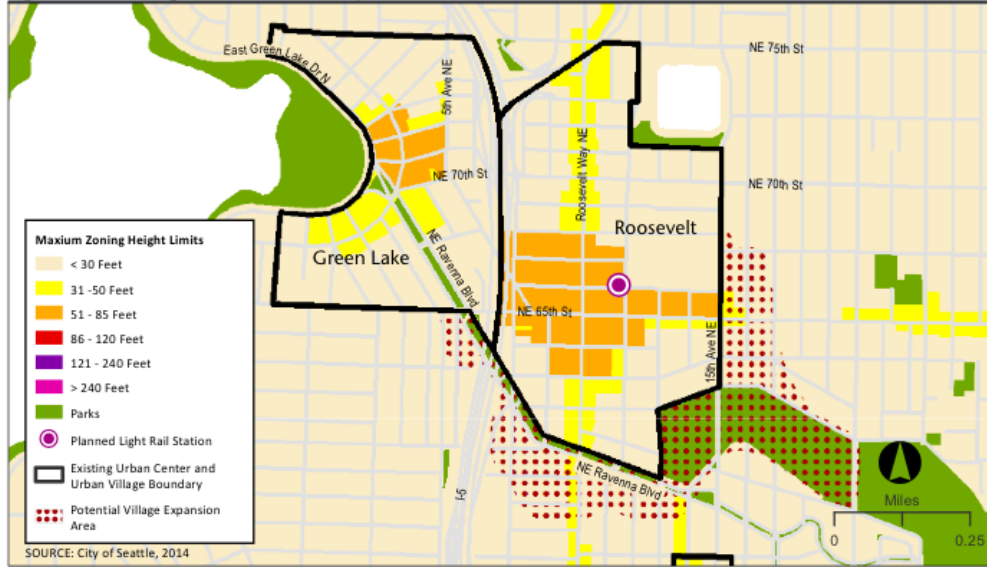 NE 75th St
East Green Lake Dr N
5th Ave NE
Roosevelt Way NE
NE 70th St
NE 70th St
Roosevelt
Green Lake
NE Ravenna Blvd
NE 65th St
15th Ave NE
I-5
NE Ravenna Blvd
Maxium Zoning Height Limits
< 30 Feet
31 -50 Feet
51 - 85 Feet
86 - 120 Feet
121 - 240 Feet
> 240 Feet
Parks
Planned Light Rail Station
Existing Urban Center and
Urban Village Boundary
Potential Village Expansion
Area
SOURCE: City of Seattle, 2014
Miles
0
0.25